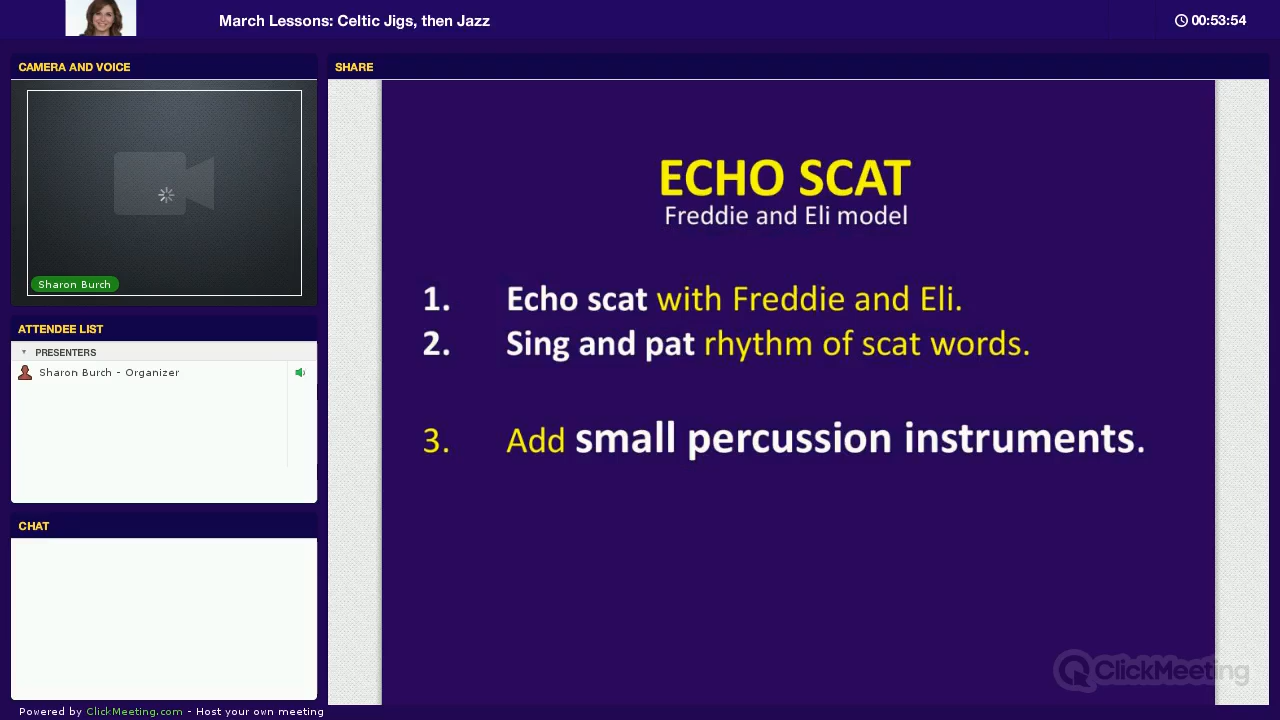 March Lessons: Celtic Jigs, then Jazz
00:53:54
CAMERA AND VOICE
Sharon Burch
ATTENDEE LIST
PRESENTERS
Sharon Burch - Organizer
CHAT
Powered by ClickMeeting.com - Host your own meeting
SHARE
ECHO SCAT
Freddie and Eli model
1. Echo scat with Freddie and Eli.
2. Sing and pat rhythm of scat words.
3. Add small percussion instruments.
ClickMeeting